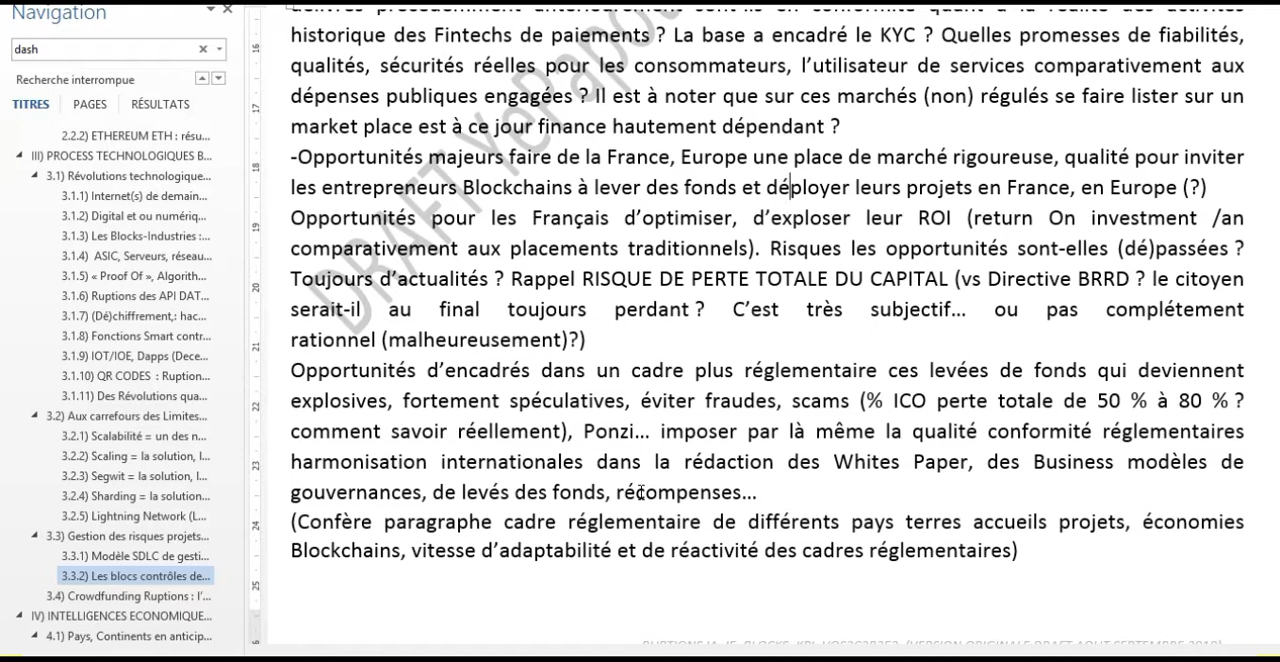 Navigation
dash
Recherche interrompue
TITRES PAGES RÉSULTATS
2.2.2) ETHEREUM ETH : résu...
III) PROCESS TECHNOLOGIQUES B...
3.1) Révolutions technologique...
3.1.1) Internet(s) de demain...
3.1.2) Digital et ou numériq...
3.1.3) Les Blocks-Industries :...
3.1.4) ASIC, Serveurs, réseau...
3.1.5) « Proof Of », Algorith...
3.1.6) Ruptions des API DAT...
3.1.7) (Dé)chiffrement,: hac...
3.1.8) Fonctions Smart contr...
3.1.9) IOT/IOE, Dapps (Dece...
3.1.10) QR CODES : Ruption...
3.1.11) Des Révolutions qua...
3.2) Aux carrefours des Limites...
3.2.1) Scalabilité = un des n...
3.2.2) Scaling = la solution, l...
3.2.3) Segwit = la solution, l...
3.2.4) Sharding = la solution...
3.2.5) Lightning Network (L...
3.3) Gestion des risques projets...
3.3.1) Modèle SDLC de gesti...
3.3.2) Les blocs contrôles de...
3.4) Crowdfunding Ruptions : l'...
IV) INTELLIGENCES ECONOMIQUE...
4.1) Pays, Continents en anticip...
16
17
18
19
20
21
22
23
24
25
historique des Fintechs de paiements ? La base a encadré le KYC ? Quelles promesses de fiabilités,
qualités, sécurités réelles pour les consommateurs, l'utilisateur de services comparativement aux
dépenses publiques engagées ? Il est à noter que sur ces marchés (non) régulés se faire lister sur un
market place est à ce jour finance hautement dépendant ?
-Opportunités majeurs faire de la France, Europe une place de marché rigoureuse, qualité pour inviter
les entrepreneurs Blockchains à lever des fonds et déployer leurs projets en France, en Europe (?)
Opportunités pour les Français d'optimiser, d'exploser leur ROI (return On investment /an
comparativement aux placements traditionnels). Risques les opportunités sont-elles (dé)passées ?
Toujours d'actualités ? Rappel RISQUE DE PERTE TOTALE DU CAPITAL (vs Directive BRRD ? le citoyen
serait-il au final toujours perdant ? C'est très subjectif... ou pas complétement
rationnel (malheureusement)?)
Opportunités d'encadrés dans un cadre plus réglementaire ces levées de fonds qui deviennent
explosives, fortement spéculatives, éviter fraudes, scams (% ICO perte totale de 50 % à 80 % ?
comment savoir réellement), Ponzi... imposer par là même la qualité conformité réglementaires
harmonisation internationales dans la rédaction des Whites Paper, des Business modèles de
gouvernances, de levés des fonds, récompenses...
(Confère paragraphe cadre réglementaire de différents pays terres accueils projets, économies
Blockchains, vitesse d'adaptabilité et de réactivité des cadres réglementaires)